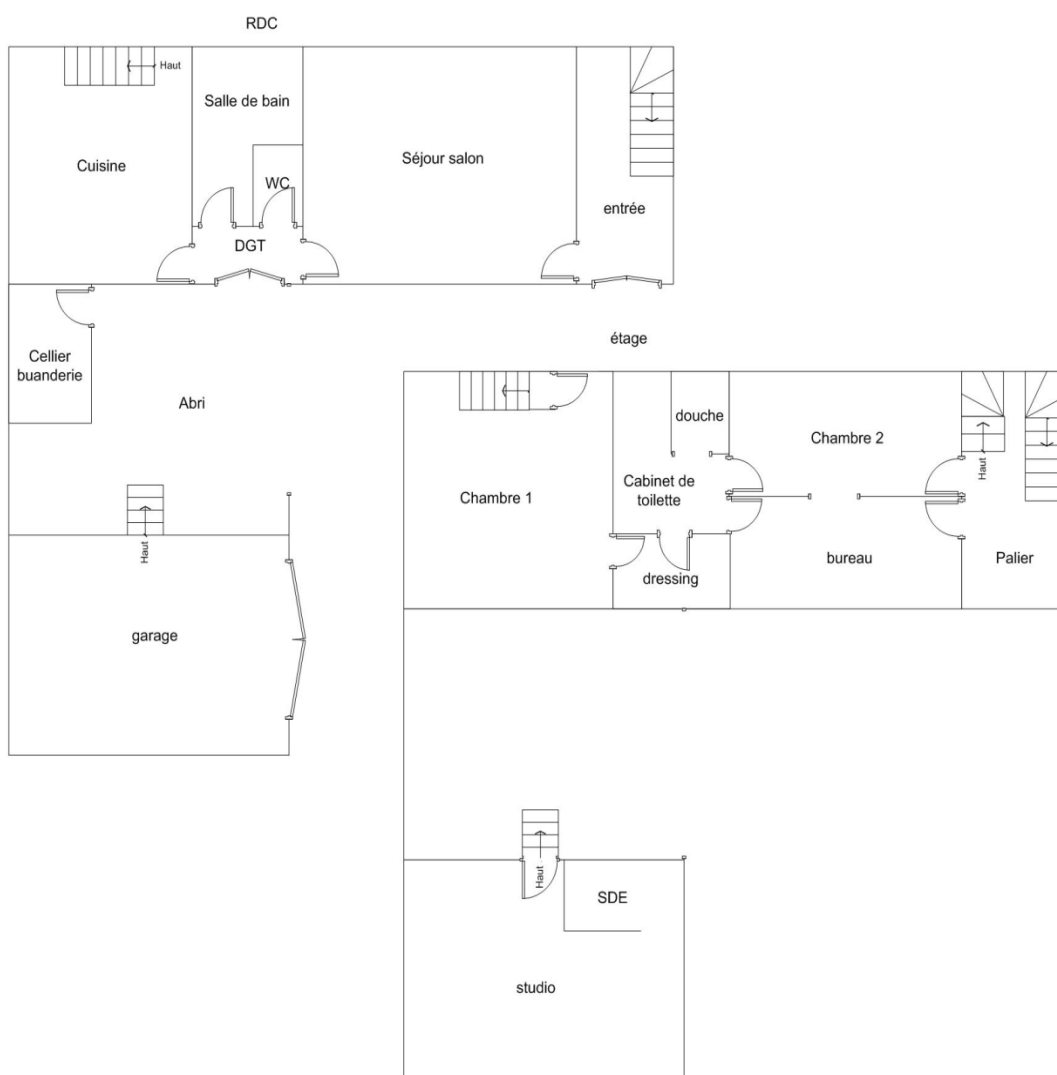 RDC
Haut
Salle de bain
Cuisine
WC
Séjour salon
entrée
DGT
Cellier
buanderie
Abri
Haut
garage
étage
douche
Chambre 2
Haut
Chambre 1
Cabinet de
toilette
bureau
Palier
dressing
Haut
SDE
studio